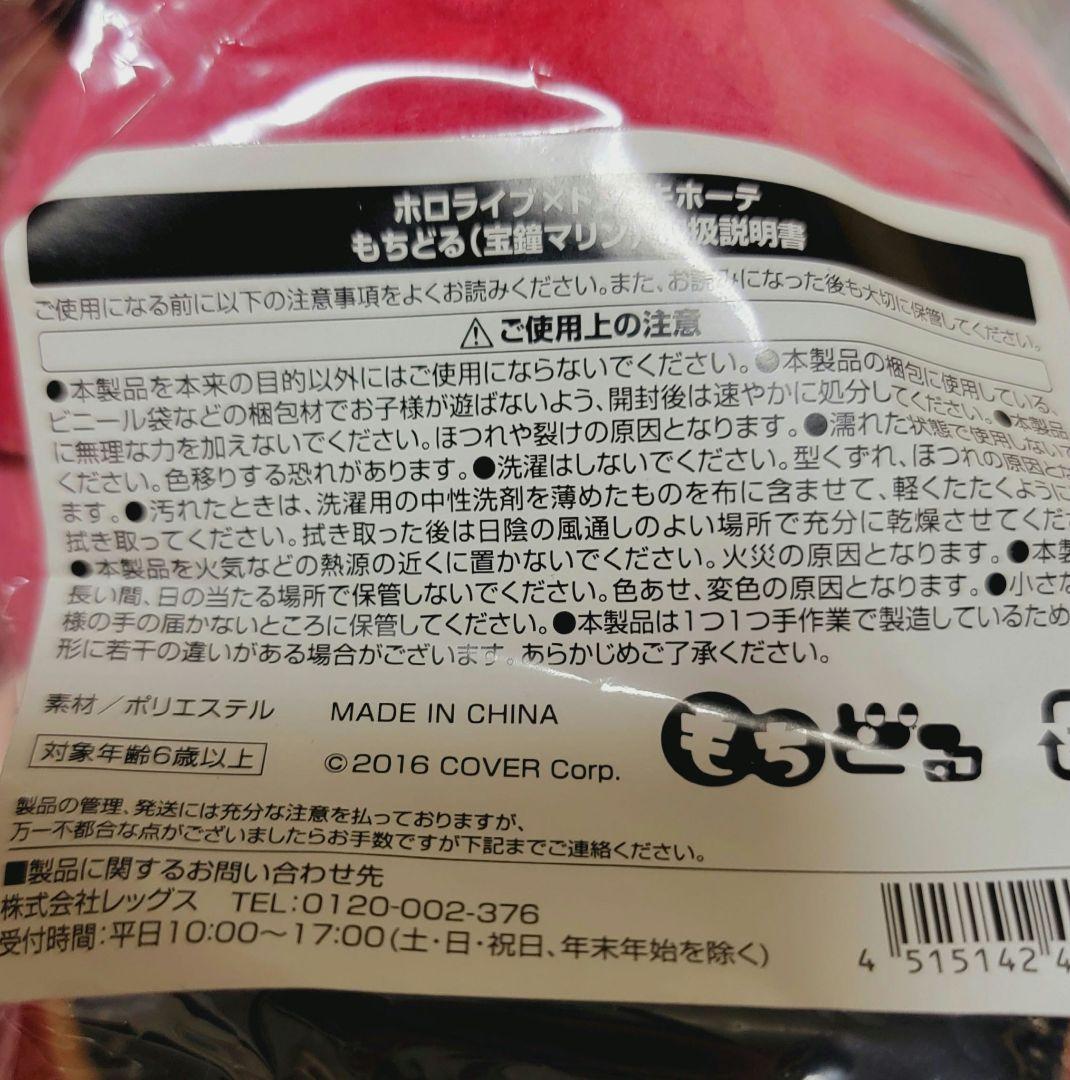 ホロライブ×ド キホーテ
もちどる(宝鐘マリン) 扱説明書
ご使用になる前に以下の注意事項をよくお読みください。また、お読みになった後も大切に保管してください。
⚠ご使用上の注意
●本製品を本来の目的以外にはご使用にならないでください。●本製品の梱包に使用している、
ビニール袋などの梱包材でお子様が遊ばないよう、開封後は速やかに処分してください。●本製品
に無理な力を加えないでください。ほつれや裂けの原因となります。●濡れた状態で使用しないで
ください。色移りする恐れがあります。●洗濯はしないでください。型くずれ、ほつれの原因とな
ます。●汚れたときは、洗濯用の中性洗剤を薄めたものを布に含ませて、軽くたたくように
拭き取ってください。拭き取った後は日陰の風通しのよい場所で充分に乾燥させてくだ
●本製品を火気などの熱源の近くに置かないでください。火災の原因となります。●本製
長い間、日の当たる場所で保管しないでください。色あせ、変色の原因となります。●小さな
様の手の届かないところに保管してください。●本製品は1つ1つ手作業で製造しているため
形に若干の違いがある場合がございます。あらかじめご了承ください。
素材/ポリエステル MADE IN CHINA
対象年齢6歳以上 ©2016 COVER Corp. もちどる
製品の管理、発送には充分な注意を払っておりますが、
万一不都合な点がございましたらお手数ですが下記までご連絡ください。
■製品に関するお問い合わせ先
株式会社レッグス TEL:0120-002-376
受付時間:平日10:00～17:00(土・日・祝日、年末年始を除く)
4 515142 4